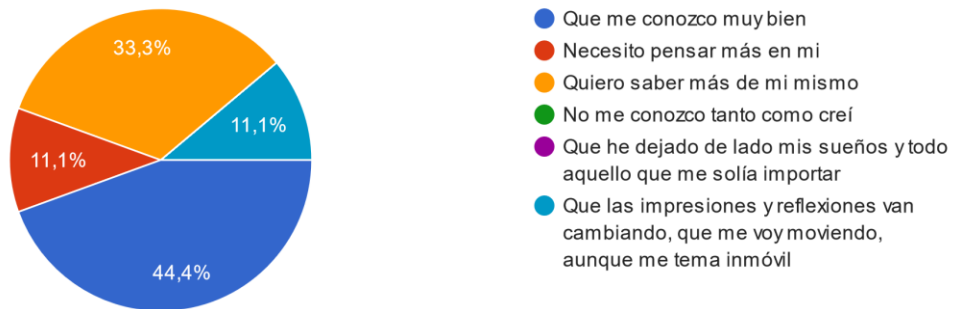 33,3%
11,1%
11,1%
44,4%
Que me conozco muy bien
Necesito pensar más en mi
Quiero saber más de mi mismo
No me conozco tanto como creí
Que he dejado de lado mis sueños y todo
aquello que me solía importar
Que las impresiones y reflexiones van
cambiando, que me voy moviendo,
aunque me tema inmóvil